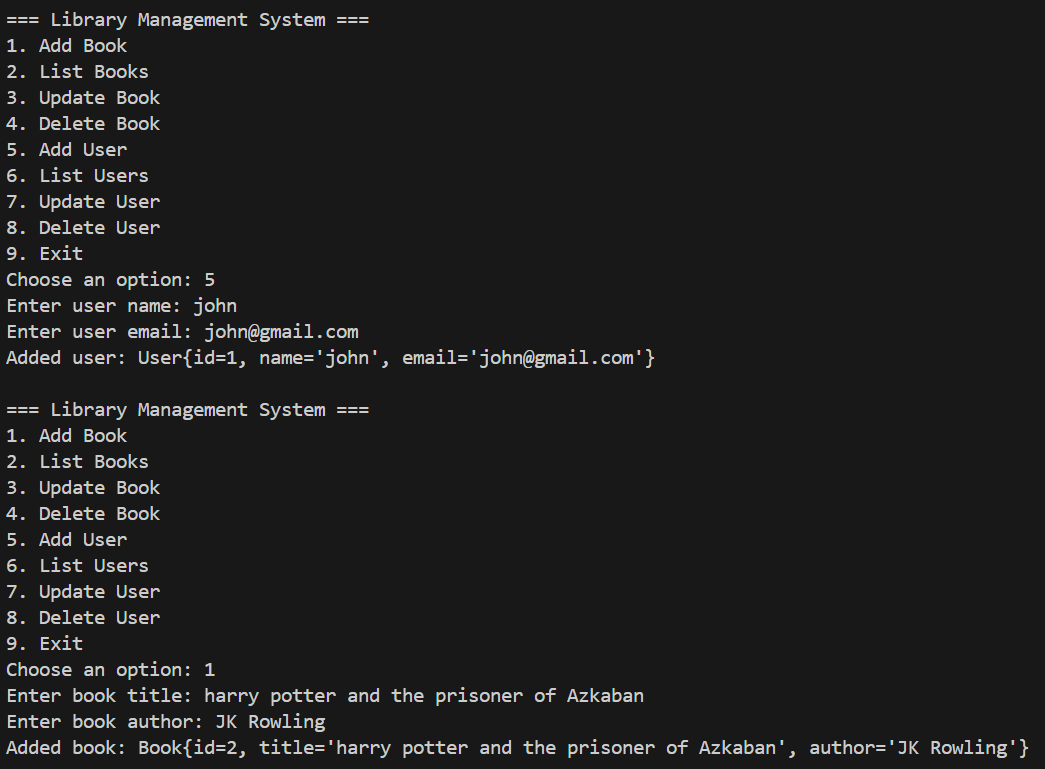 === Library Management System ===
1. Add Book
2. List Books
3. Update Book
4. Delete Book
5. Add User
6. List Users
7. Update User
8. Delete User
9. Exit
Choose an option: 5
Enter user name: john
Enter user email: john@gmail.com
Added user: User{id=1, name='john', email='john@gmail.com'}

=== Library Management System ===
1. Add Book
2. List Books
3. Update Book
4. Delete Book
5. Add User
6. List Users
7. Update User
8. Delete User
9. Exit
Choose an option: 1
Enter book title: harry potter and the prisoner of Azkaban
Enter book author: JK Rowling
Added book: Book{id=2, title='harry potter and the prisoner of Azkaban', author='JK Rowling'}